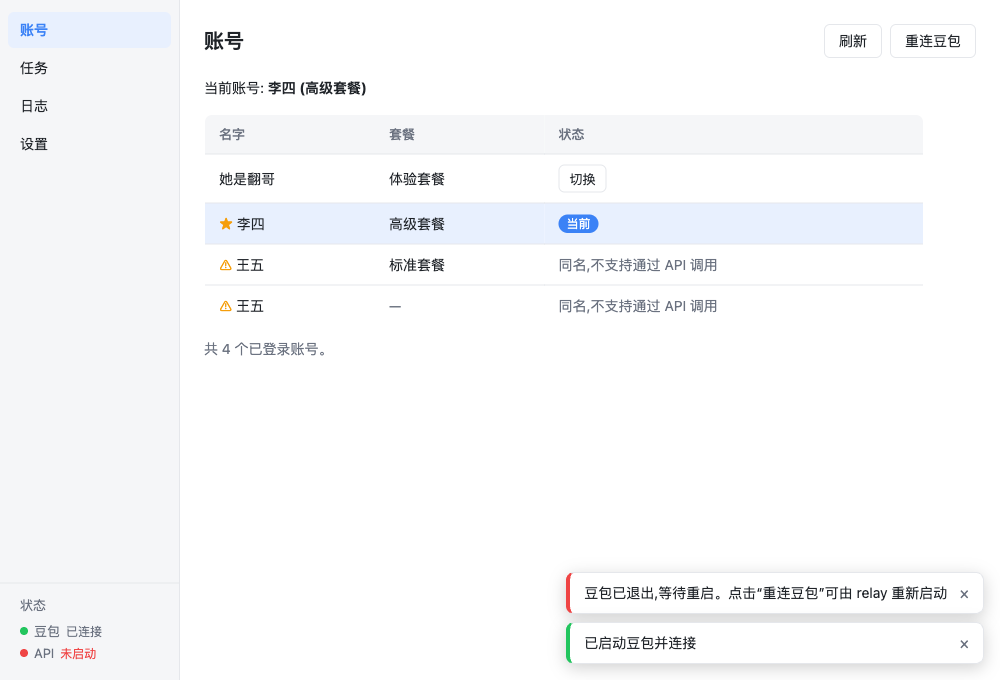 账号
任务
日志
设置
账号
刷新
重连豆包
当前账号: 李四 (高级套餐)
名字 套餐 状态
她是翻哥 体验套餐 切换
李四 高级套餐 当前
王五 标准套餐 同名,不支持通过 API 调用
王五 — 同名,不支持通过 API 调用
共 4 个已登录账号。
状态
豆包 已连接
API 未启动
豆包已退出,等待重启。点击“重连豆包”可由 relay 重新启动 ×
已启动豆包并连接 ×